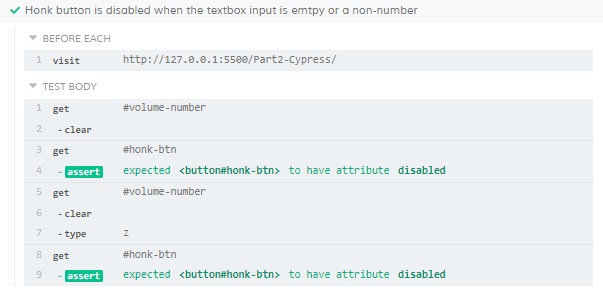 Honk button is disabled when the textbox input is emtpy or a non-number
BEFORE EACH
1 visit http://127.0.0.1:5500/Part2-Cypress/
TEST BODY
1 get #volume-number
2 -clear
3 get #honk-btn
4 -assert expected <button#honk-btn> to have attribute disabled
5 get #volume-number
6 -clear
7 -type z
8 get #honk-btn
9 -assert expected <button#honk-btn> to have attribute disabled